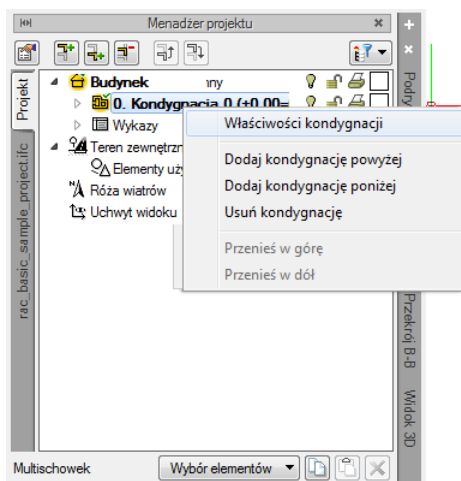 Menadżer projektu
Projekt
rac_basic_sample_project.ifc
Budynek
0. Kondygnacja 0 (±0,00=
Wykazy
Teren zewnętrzn
Elementy uży
Róża wiatrów
Uchwyt widoku
Właściwości kondygnacji
Dodaj kondygnację powyżej
Dodaj kondygnację poniżej
Usuń kondygnację
Przenieś w górę
Przenieś w dół
Podry
Przekrój B-B
Widok 3D
Multischowek
Wybór elementów